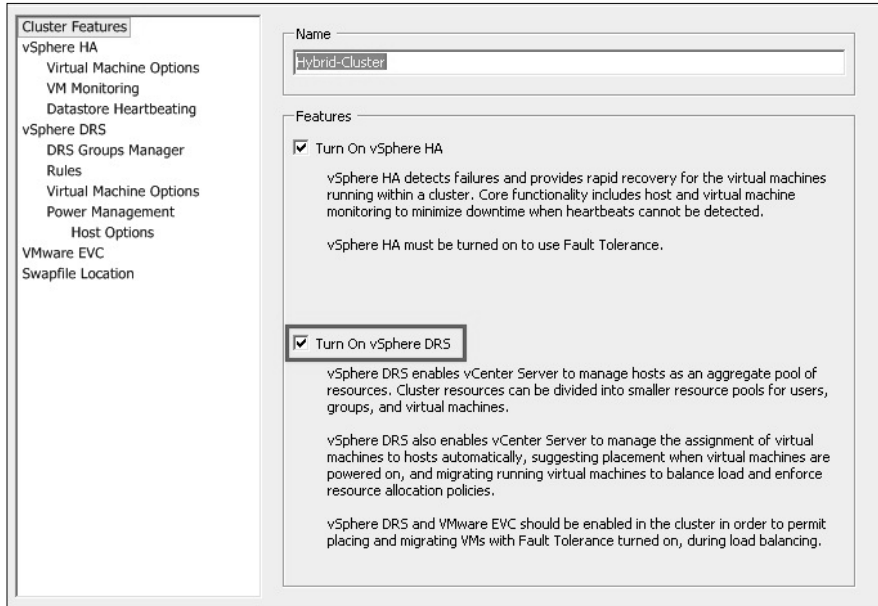 Cluster Features
vSphere HA
Virtual Machine Options
VM Monitoring
Datastore Heartbeating
vSphere DRS
DRS Groups Manager
Rules
Virtual Machine Options
Power Management
Host Options
VMware EVC
Swapfile Location
Name
Hybrid-Cluster
Features
Turn On vSphere HA
vSphere HA detects failures and provides rapid recovery for the virtual machines
running within a cluster. Core functionality includes host and virtual machine
monitoring to minimize downtime when heartbeats cannot be detected.
vSphere HA must be turned on to use Fault Tolerance.
Turn On vSphere DRS
vSphere DRS enables vCenter Server to manage hosts as an aggregate pool of
resources. Cluster resources can be divided into smaller resource pools for users,
groups, and virtual machines.
vSphere DRS also enables vCenter Server to manage the assignment of virtual
machines to hosts automatically, suggesting placement when virtual machines are
powered on, and migrating running virtual machines to balance load and enforce
resource allocation policies.
vSphere DRS and VMware EVC should be enabled in the cluster in order to permit
placing and migrating VMs with Fault Tolerance turned on, during load balancing.